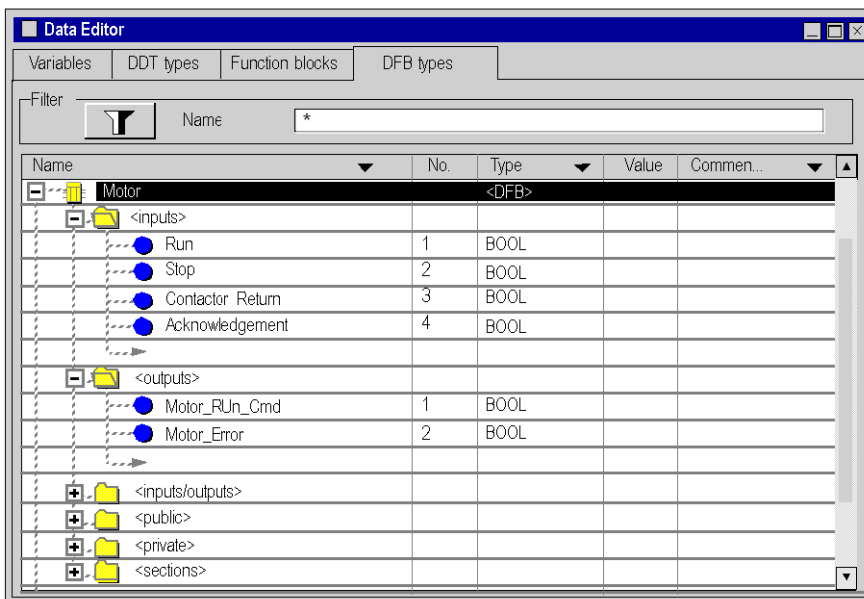 Data Editor
Variables DDT types Function blocks DFB types
Filter
Name *
Name No. Type Value Commen...
Motor <DFB>
<inputs>
Run 1 BOOL
Stop 2 BOOL
Contactor Return 3 BOOL
Acknowledgement 4 BOOL
<outputs>
Motor_RUn_Cmd 1 BOOL
Motor_Error 2 BOOL
<inputs/outputs>
<public>
<private>
<sections>